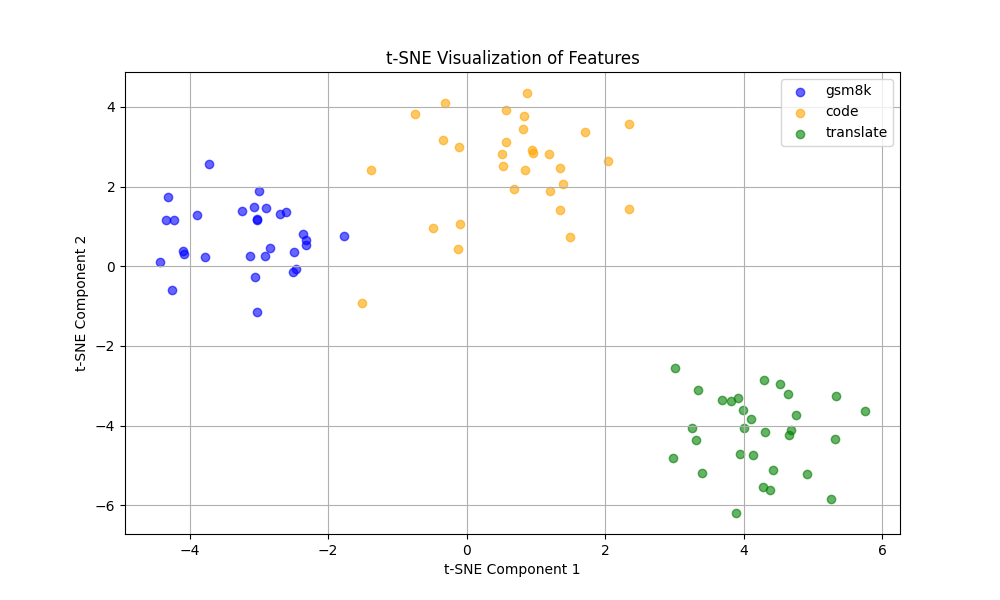 t-SNE Visualization of Features
gsm8k
code
translate
4
2
0
−2
−4
−6
t-SNE Component 2
−4
−2
0
2
4
6
t-SNE Component 1